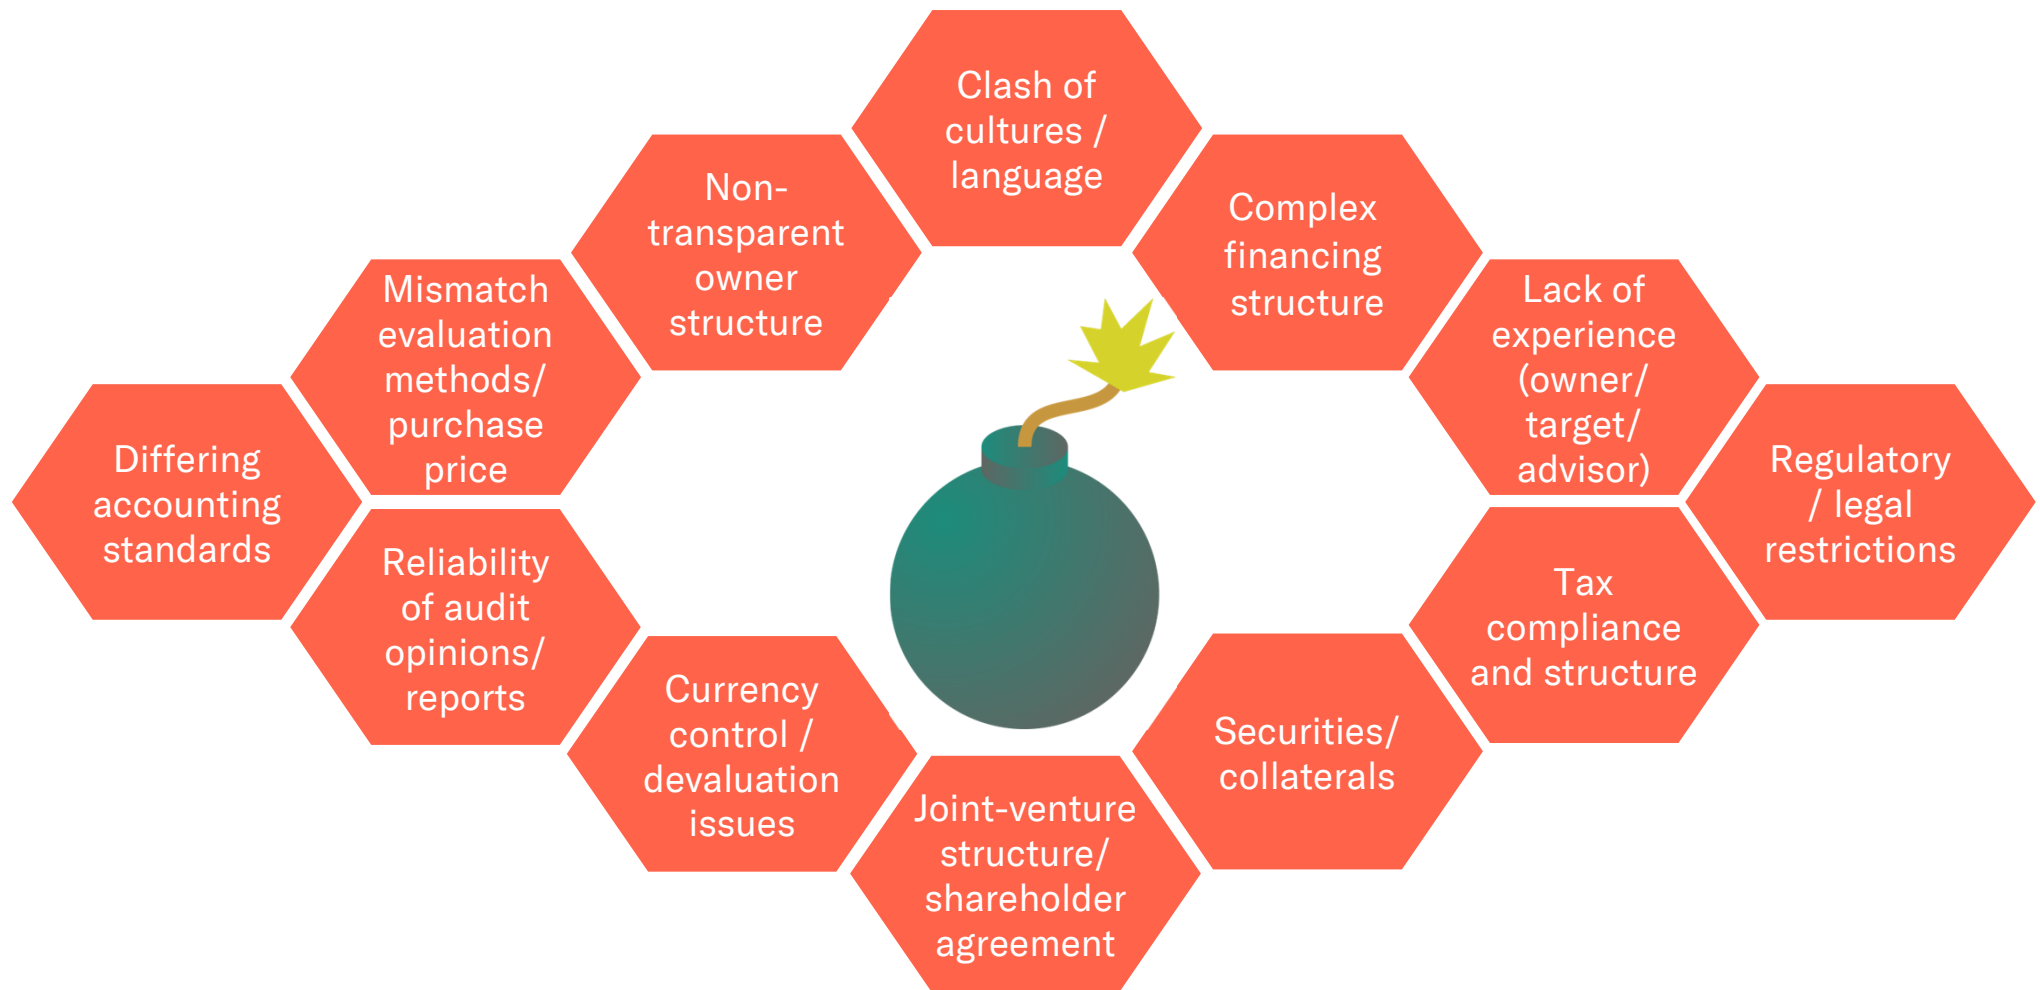 Clash of
cultures /
language
Non-
transparent
owner
structure
Complex
financing
structure
Mismatch
evaluation
methods/
purchase
price
Lack of
experience
(owner/
target/
advisor)
Differing
accounting
standards
Regulatory
/ legal
restrictions
Reliability
of audit
opinions/
reports
Tax
compliance
and structure
Currency
control /
devaluation
issues
Securities/
collaterals
Joint-venture
structure/
shareholder
agreement